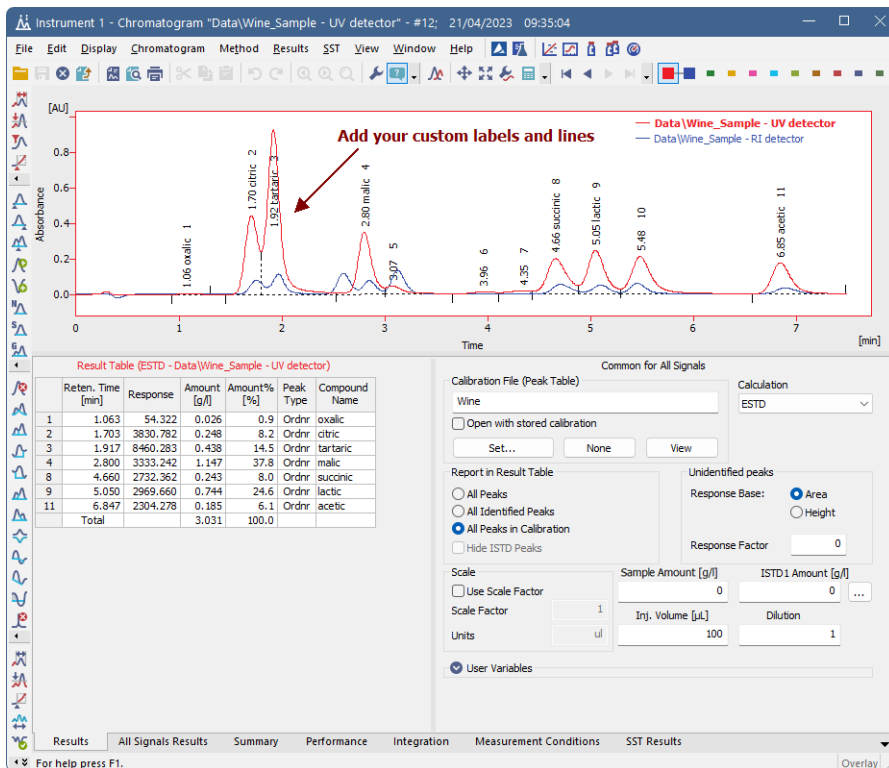 Instrument 1 - Chromatogram "Data\Wine_Sample - UV detector" - #12; 21/04/2023 09:35:04
File Edit Display Chromatogram Method Results SST View Window Help
[AU]
Add your custom labels and lines
Data\Wine_Sample - UV detector
Data\Wine_Sample - RI detector
Absorbance
0.8
0.6
0.4
0.2
0.0
1.06 oxalic 1
1.70 citric 2
1.92 tartaric 3
2.80 malic 4
3.07 5
3.96 6
4.35 7
4.66 succinic 8
5.05 lactic 9
5.48 10
6.85 acetic 11
0 1 2 3 4 5 6 7
Time
[min]
Result Table (ESTD - Data\Wine_Sample - UV detector)
Reten. Time [min] Response Amount [g/l] Amount% [%] Peak Type Compound Name
1 1.063 54.322 0.026 0.9 Ordnr oxalic
2 1.703 3830.782 0.248 8.2 Ordnr citric
3 1.917 8460.283 0.438 14.5 Ordnr tartaric
4 2.800 3333.242 1.147 37.8 Ordnr malic
8 4.660 2732.362 0.243 8.0 Ordnr succinic
9 5.050 2969.660 0.744 24.6 Ordnr lactic
11 6.847 2304.278 0.185 6.1 Ordnr acetic
Total 3.031 100.0
Common for All Signals
Calibration File (Peak Table)
Wine
Open with stored calibration
Set... None View
Calculation
ESTD
Report in Result Table
All Peaks
All Identified Peaks
All Peaks in Calibration
Hide ISTD Peaks
Unidentified peaks
Response Base: Area
Height
Response Factor 0
Scale
Use Scale Factor
Scale Factor 1
Units ul
Sample Amount [g/l] ISTD1 Amount [g/l]
0 0 ...
Inj. Volume [µL] Dilution
100 1
User Variables
Results All Signals Results Summary Performance Integration Measurement Conditions SST Results
For help press F1. Overlay